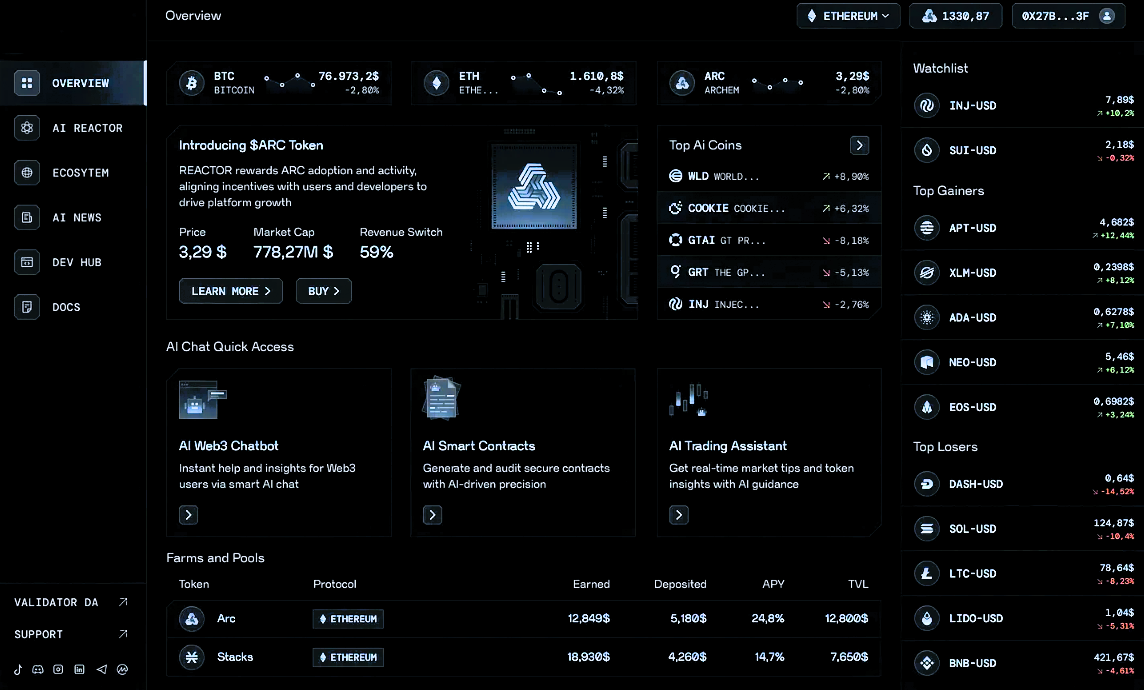 Overview
ETHEREUM
1330,87
0X27B...3F
OVERVIEW
AI REACTOR
ECOSYTEM
AI NEWS
DEV HUB
DOCS
VALIDATOR DA
SUPPORT
BTC
BITCOIN
76.973,2$
-2,80%
ETH
ETHE...
1.610,8$
-4,32%
ARC
ARCHEM
3,29$
-2,80%
Introducing $ARC Token
REACTOR rewards ARC adoption and activity,
aligning incentives with users and developers to
drive platform growth
Price Market Cap Revenue Switch
3,29 $ 778,27M $ 59%
LEARN MORE > BUY >
Top Ai Coins
WLD WORLD... +8,90%
COOKIE COOKIE... +6,32%
GTAI GT PR... -8,18%
GRT THE GP... -5,13%
INJ INJEC... -2,76%
AI Chat Quick Access
AI Web3 Chatbot
Instant help and insights for Web3
users via smart AI chat
AI Smart Contracts
Generate and audit secure contracts
with AI-driven precision
AI Trading Assistant
Get real-time market tips and token
insights with AI guidance
Farms and Pools
Token Protocol Earned Deposited APY TVL
Arc ETHEREUM 12,849$ 5,180$ 24,8% 12,800$
Stacks ETHEREUM 18,930$ 4,260$ 14,7% 7,650$
Watchlist
INJ-USD 7,89$
+10,2%
SUI-USD 2,18$
-0,32%
Top Gainers
APT-USD 4,682$
+12,44%
XLM-USD 0,2398$
+8,12%
ADA-USD 0,6278$
+7,10%
NEO-USD 5,46$
+6,12%
EOS-USD 0,6982$
+3,24%
Top Losers
DASH-USD 0,64$
-14,52%
SOL-USD 124,87$
-10,4%
LTC-USD 78,64$
-8,23%
LIDO-USD 1,04$
-5,31%
BNB-USD 421,67$
-4,61%